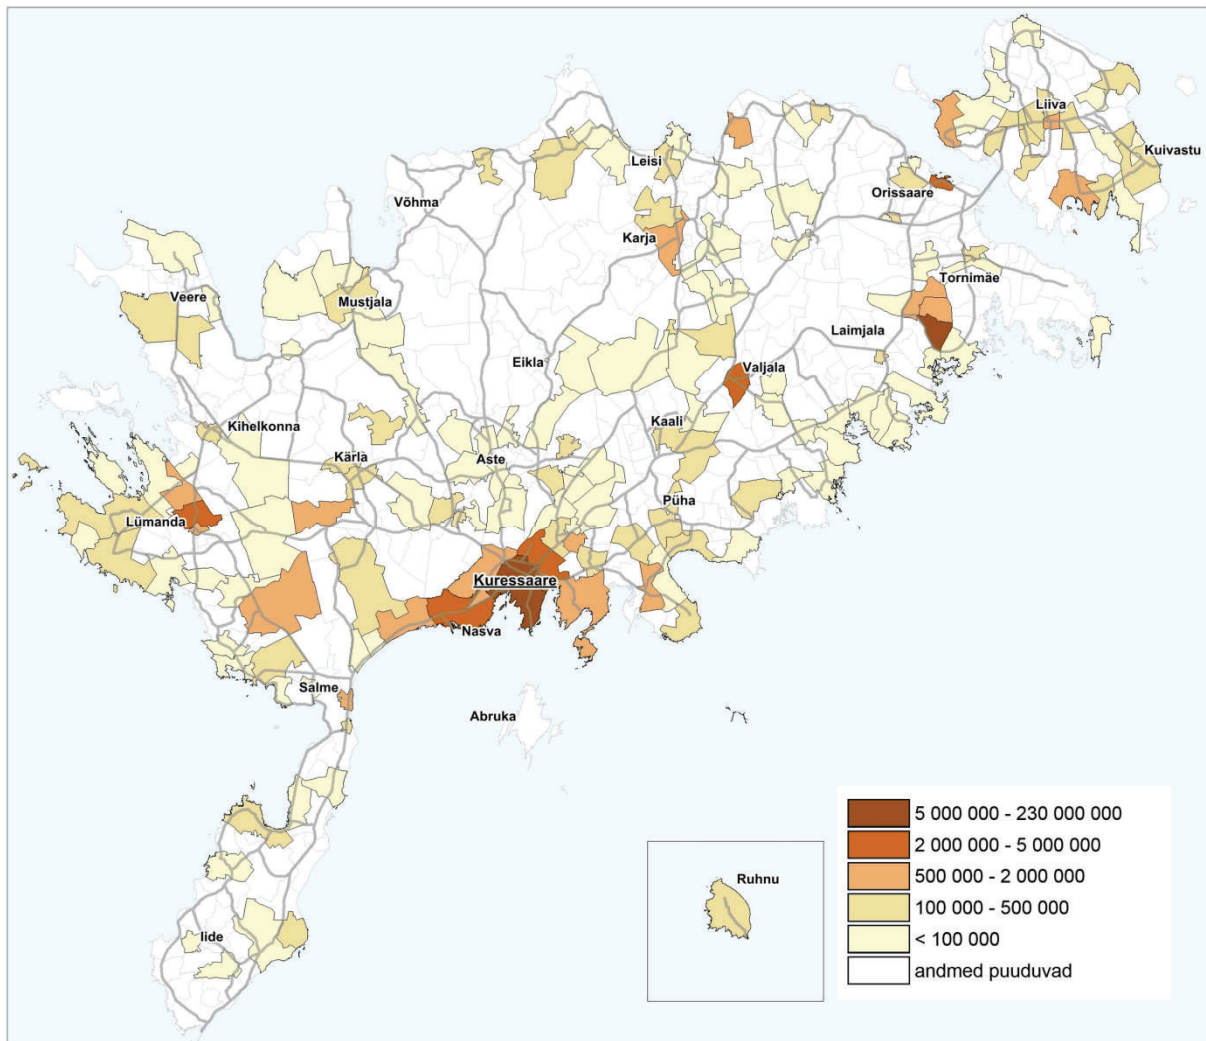 Liiva
Kuivastu
Leisi
Orissaare
Võhma
Karja
Tornimäe
Veere
Mustjala
Laimjala
Eikla
Valjala
Kihelkonna
Kaali
Kärla
Aste
Püha
Lümanda
Kuressaare
Nasva
Salme
Abruka
5 000 000 - 230 000 000
2 000 000 - 5 000 000
500 000 - 2 000 000
100 000 - 500 000
< 100 000
andmed puuduvad
Ruhnu
Iide